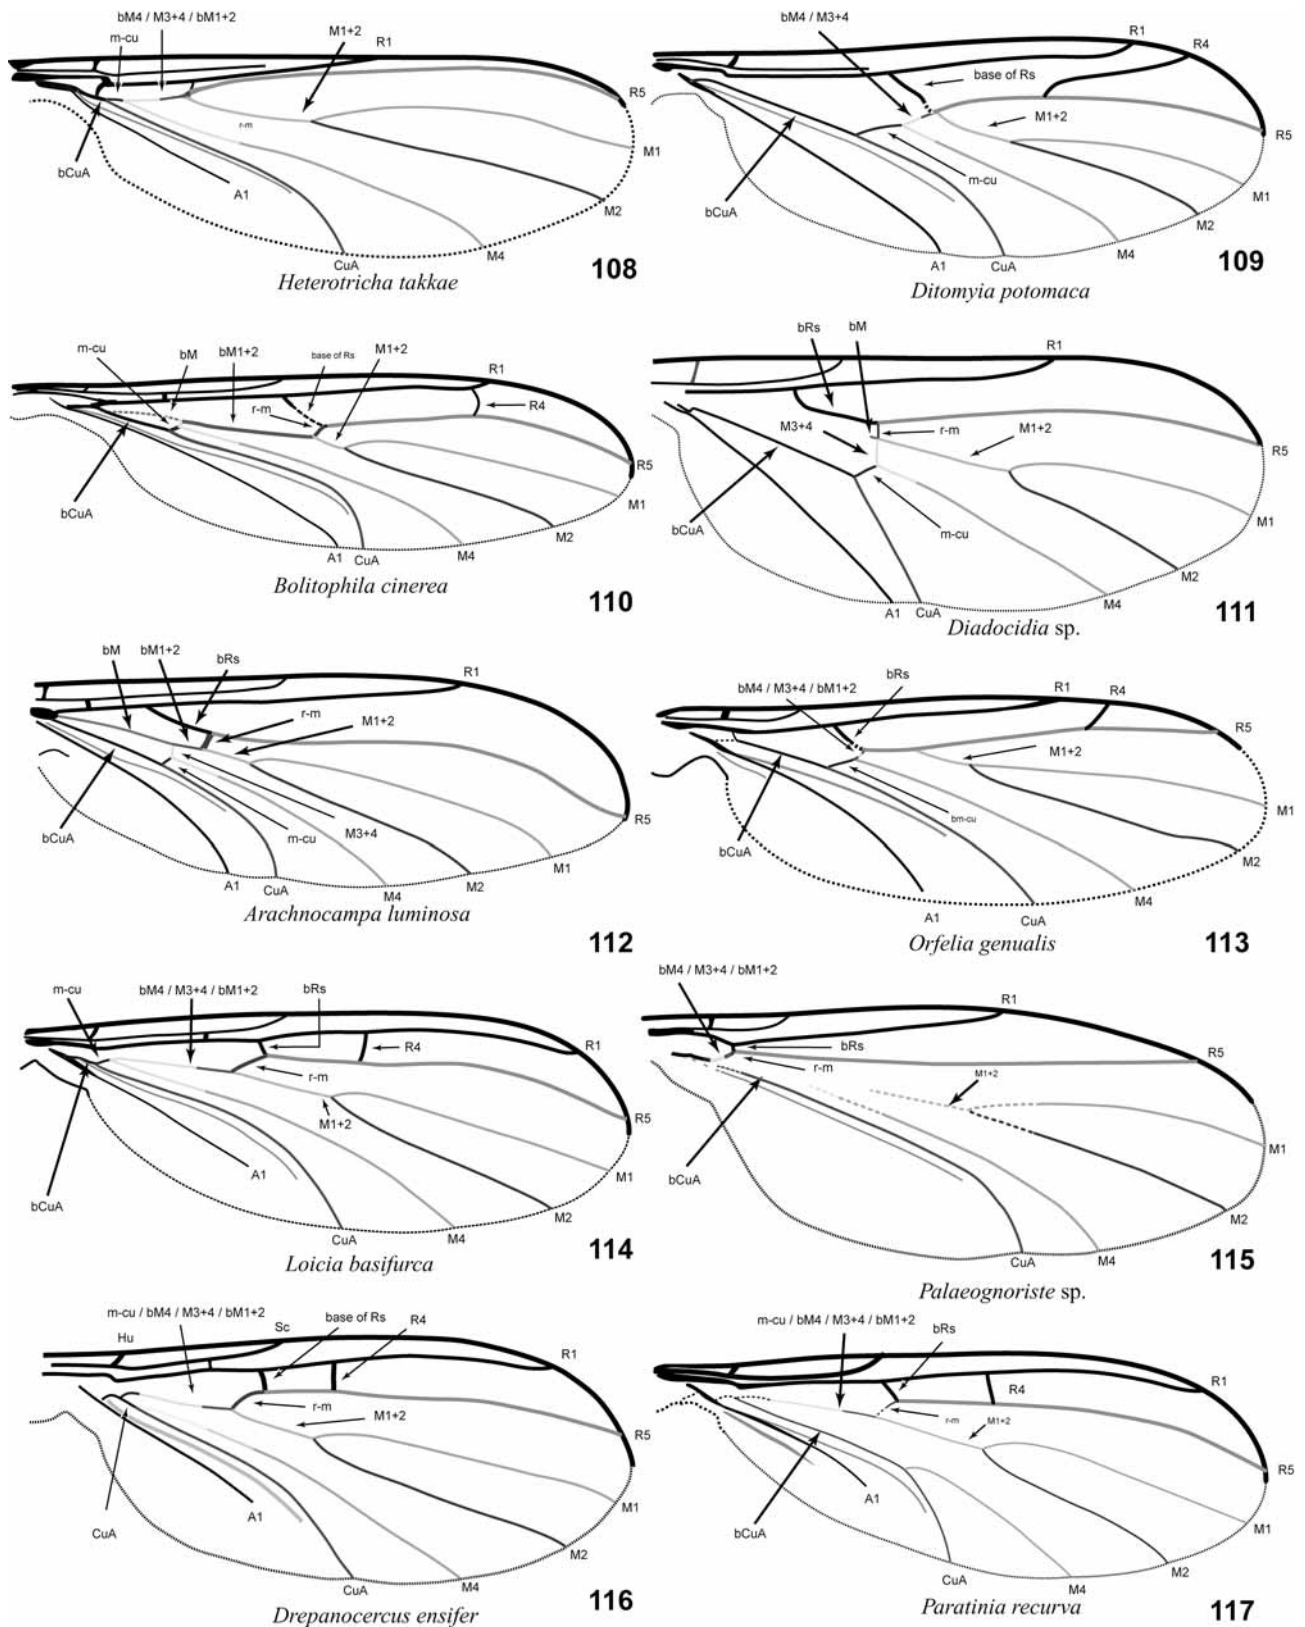 bM4 / M3+4 / bM1+2
m-cu
M1+2
R1
r-m
R5
M1
bCuA
A1
M2
M4
CuA
108
Heterotricha takkae
bM4 / M3+4
R1
R4
base of Rs
M1+2
R5
m-cu
M1
bCuA
M2
M4
A1
CuA
109
Ditomyia potomaca
m-cu
bM
bM1+2
base of Rs
M1+2
R1
r-m
R4
R5
bCuA
M1
M2
A1
CuA
M4
Bolitophila cinerea
110
bRs
bM
R1
M3+4
r-m
M1+2
R5
bCuA
m-cu
M1
M2
M4
A1
CuA
111
Diadocidia sp.
bM
bM1+2
bRs
R1
r-m
M1+2
R5
bCuA
m-cu
M3+4
M1
A1
CuA
M4
M2
Arachnocampa luminosa
112
bM4 / M3+4 / bM1+2
bRs
R1
R4
R5
M1+2
M1
bm-cu
bCuA
M2
M4
A1
CuA
Orfelia genualis
113
m-cu
bM4 / M3+4 / bM1+2
bRs
R1
R4
r-m
R5
M1+2
A1
M1
bCuA
M2
CuA
M4
114
Loicia basifurca
bM4 / M3+4 / bM1+2
R1
bRs
R5
r-m
M1+2
M1
bCuA
M2
CuA
M4
115
Palaeognoriste sp.
m-cu / bM4 / M3+4 / bM1+2
base of Rs
R4
Hu
Sc
R1
r-m
M1+2
R5
M1
A1
CuA
M2
CuA
M4
Drepanocercus ensifer
116
m-cu / bM4 / M3+4 / bM1+2
bRs
R1
R4
r-m
M1+2
R5
A1
M1
bCuA
M2
CuA
M4
Paratinia recurva
117